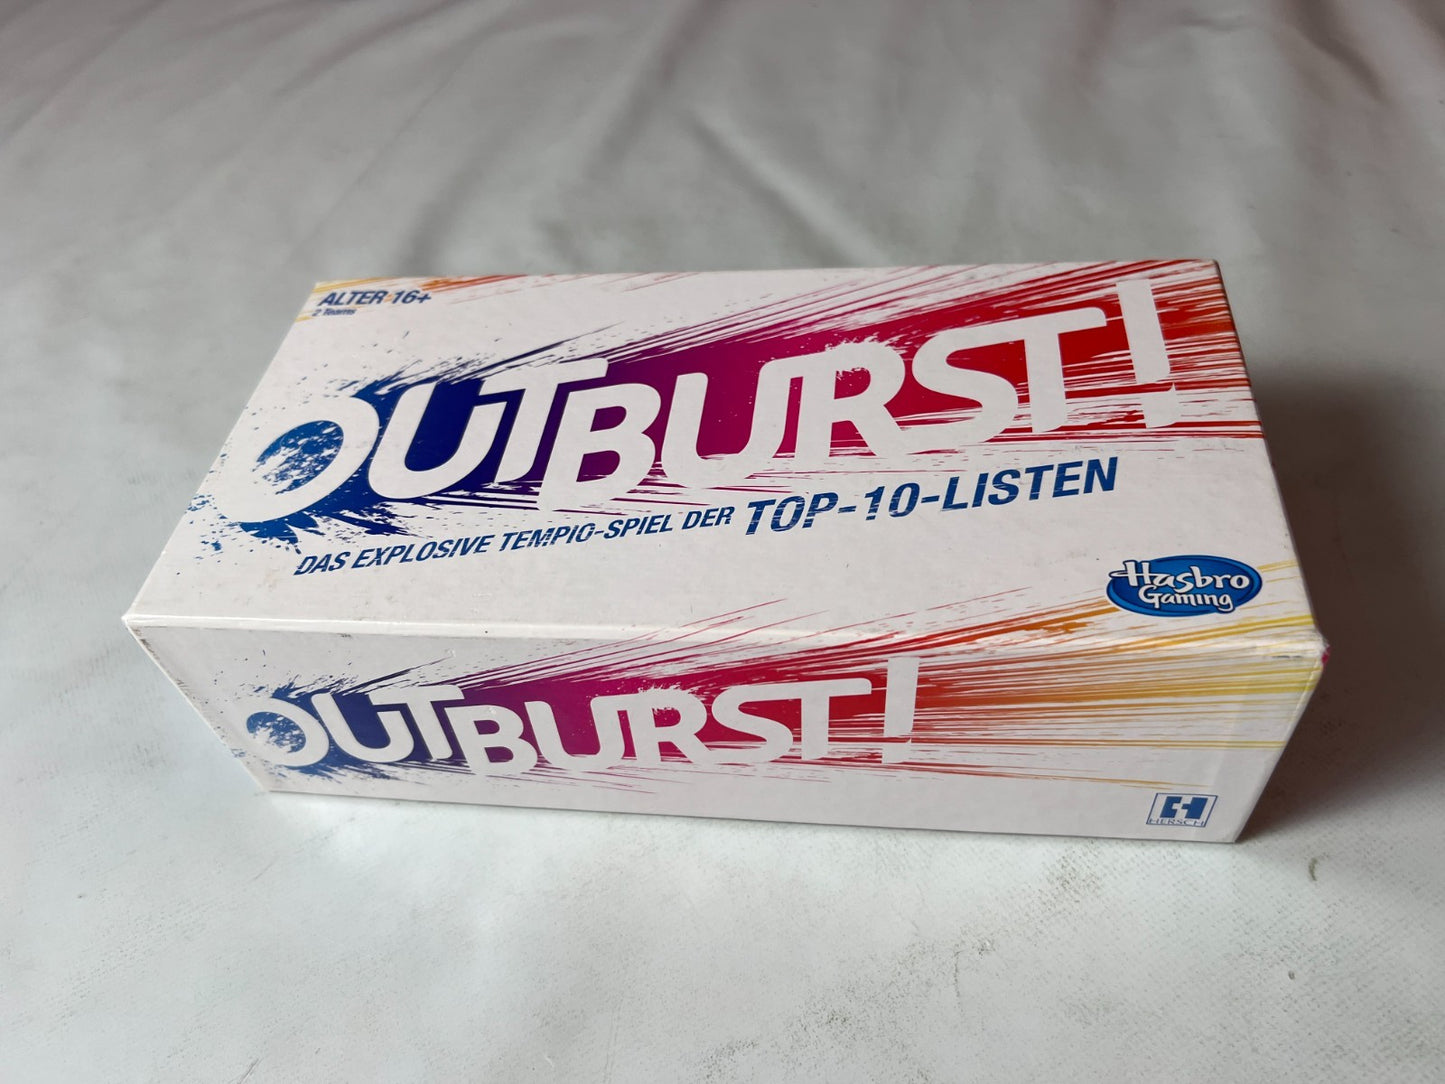 ALTER 16+
2 Teams
OUTBURST!
DAS EXPLOSIVE TEMPIO-SPIEL DER TOP-10-LISTEN
Hasbro
Gaming
OUTBURST!
HERSCH